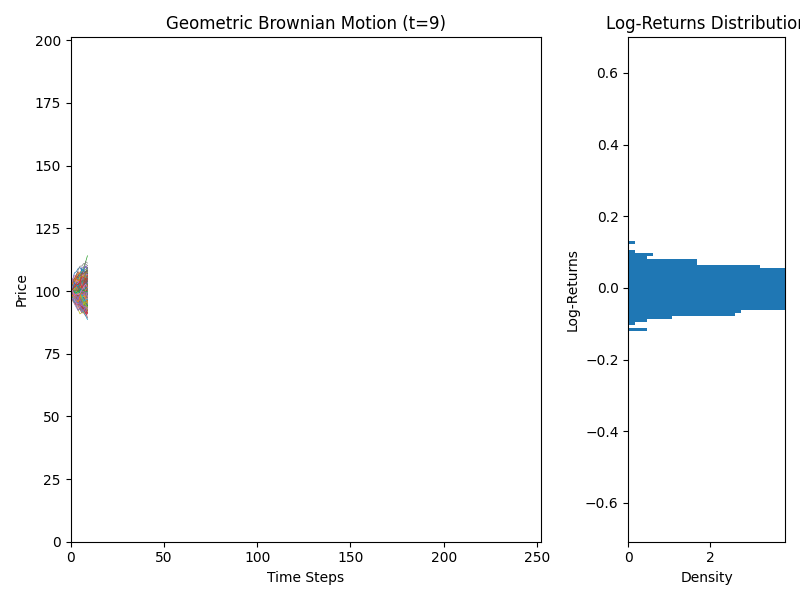 Geometric Brownian Motion (t=9)
Log-Returns Distribution
200
175
150
125
100
75
50
25
0
Price
0 50 100 150 200 250
Time Steps
0.6
0.4
0.2
0.0
−0.2
−0.4
−0.6
Log-Returns
0 2
Density